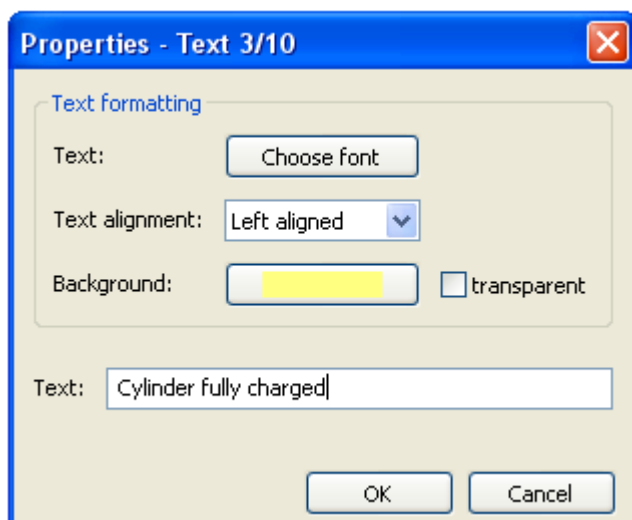 Properties - Text 3/10
Text formatting
Text: Choose font
Text alignment: Left aligned
Background: transparent
Text: Cylinder fully charged
OK Cancel